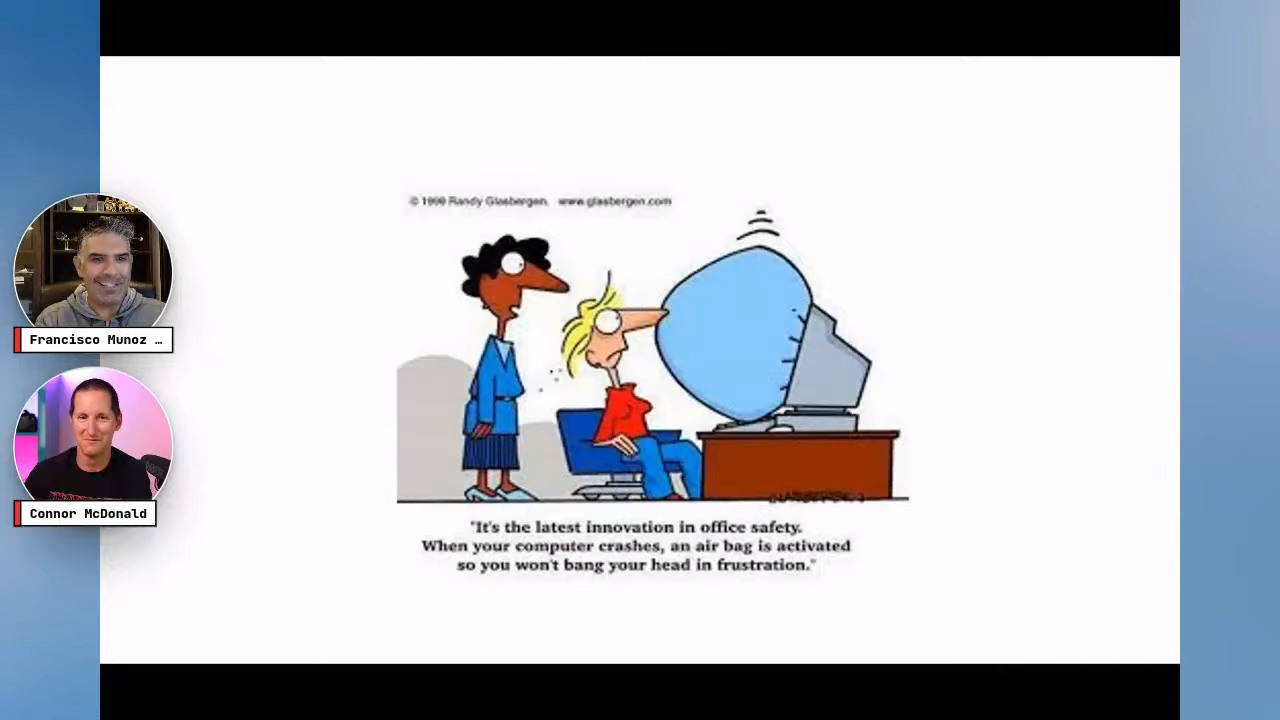 © 1999 Randy Glasbergen. www.glasbergen.com
Francisco Munoz …
Connor McDonald
"It's the latest innovation in office safety.
When your computer crashes, an air bag is activated
so you won't bang your head in frustration."